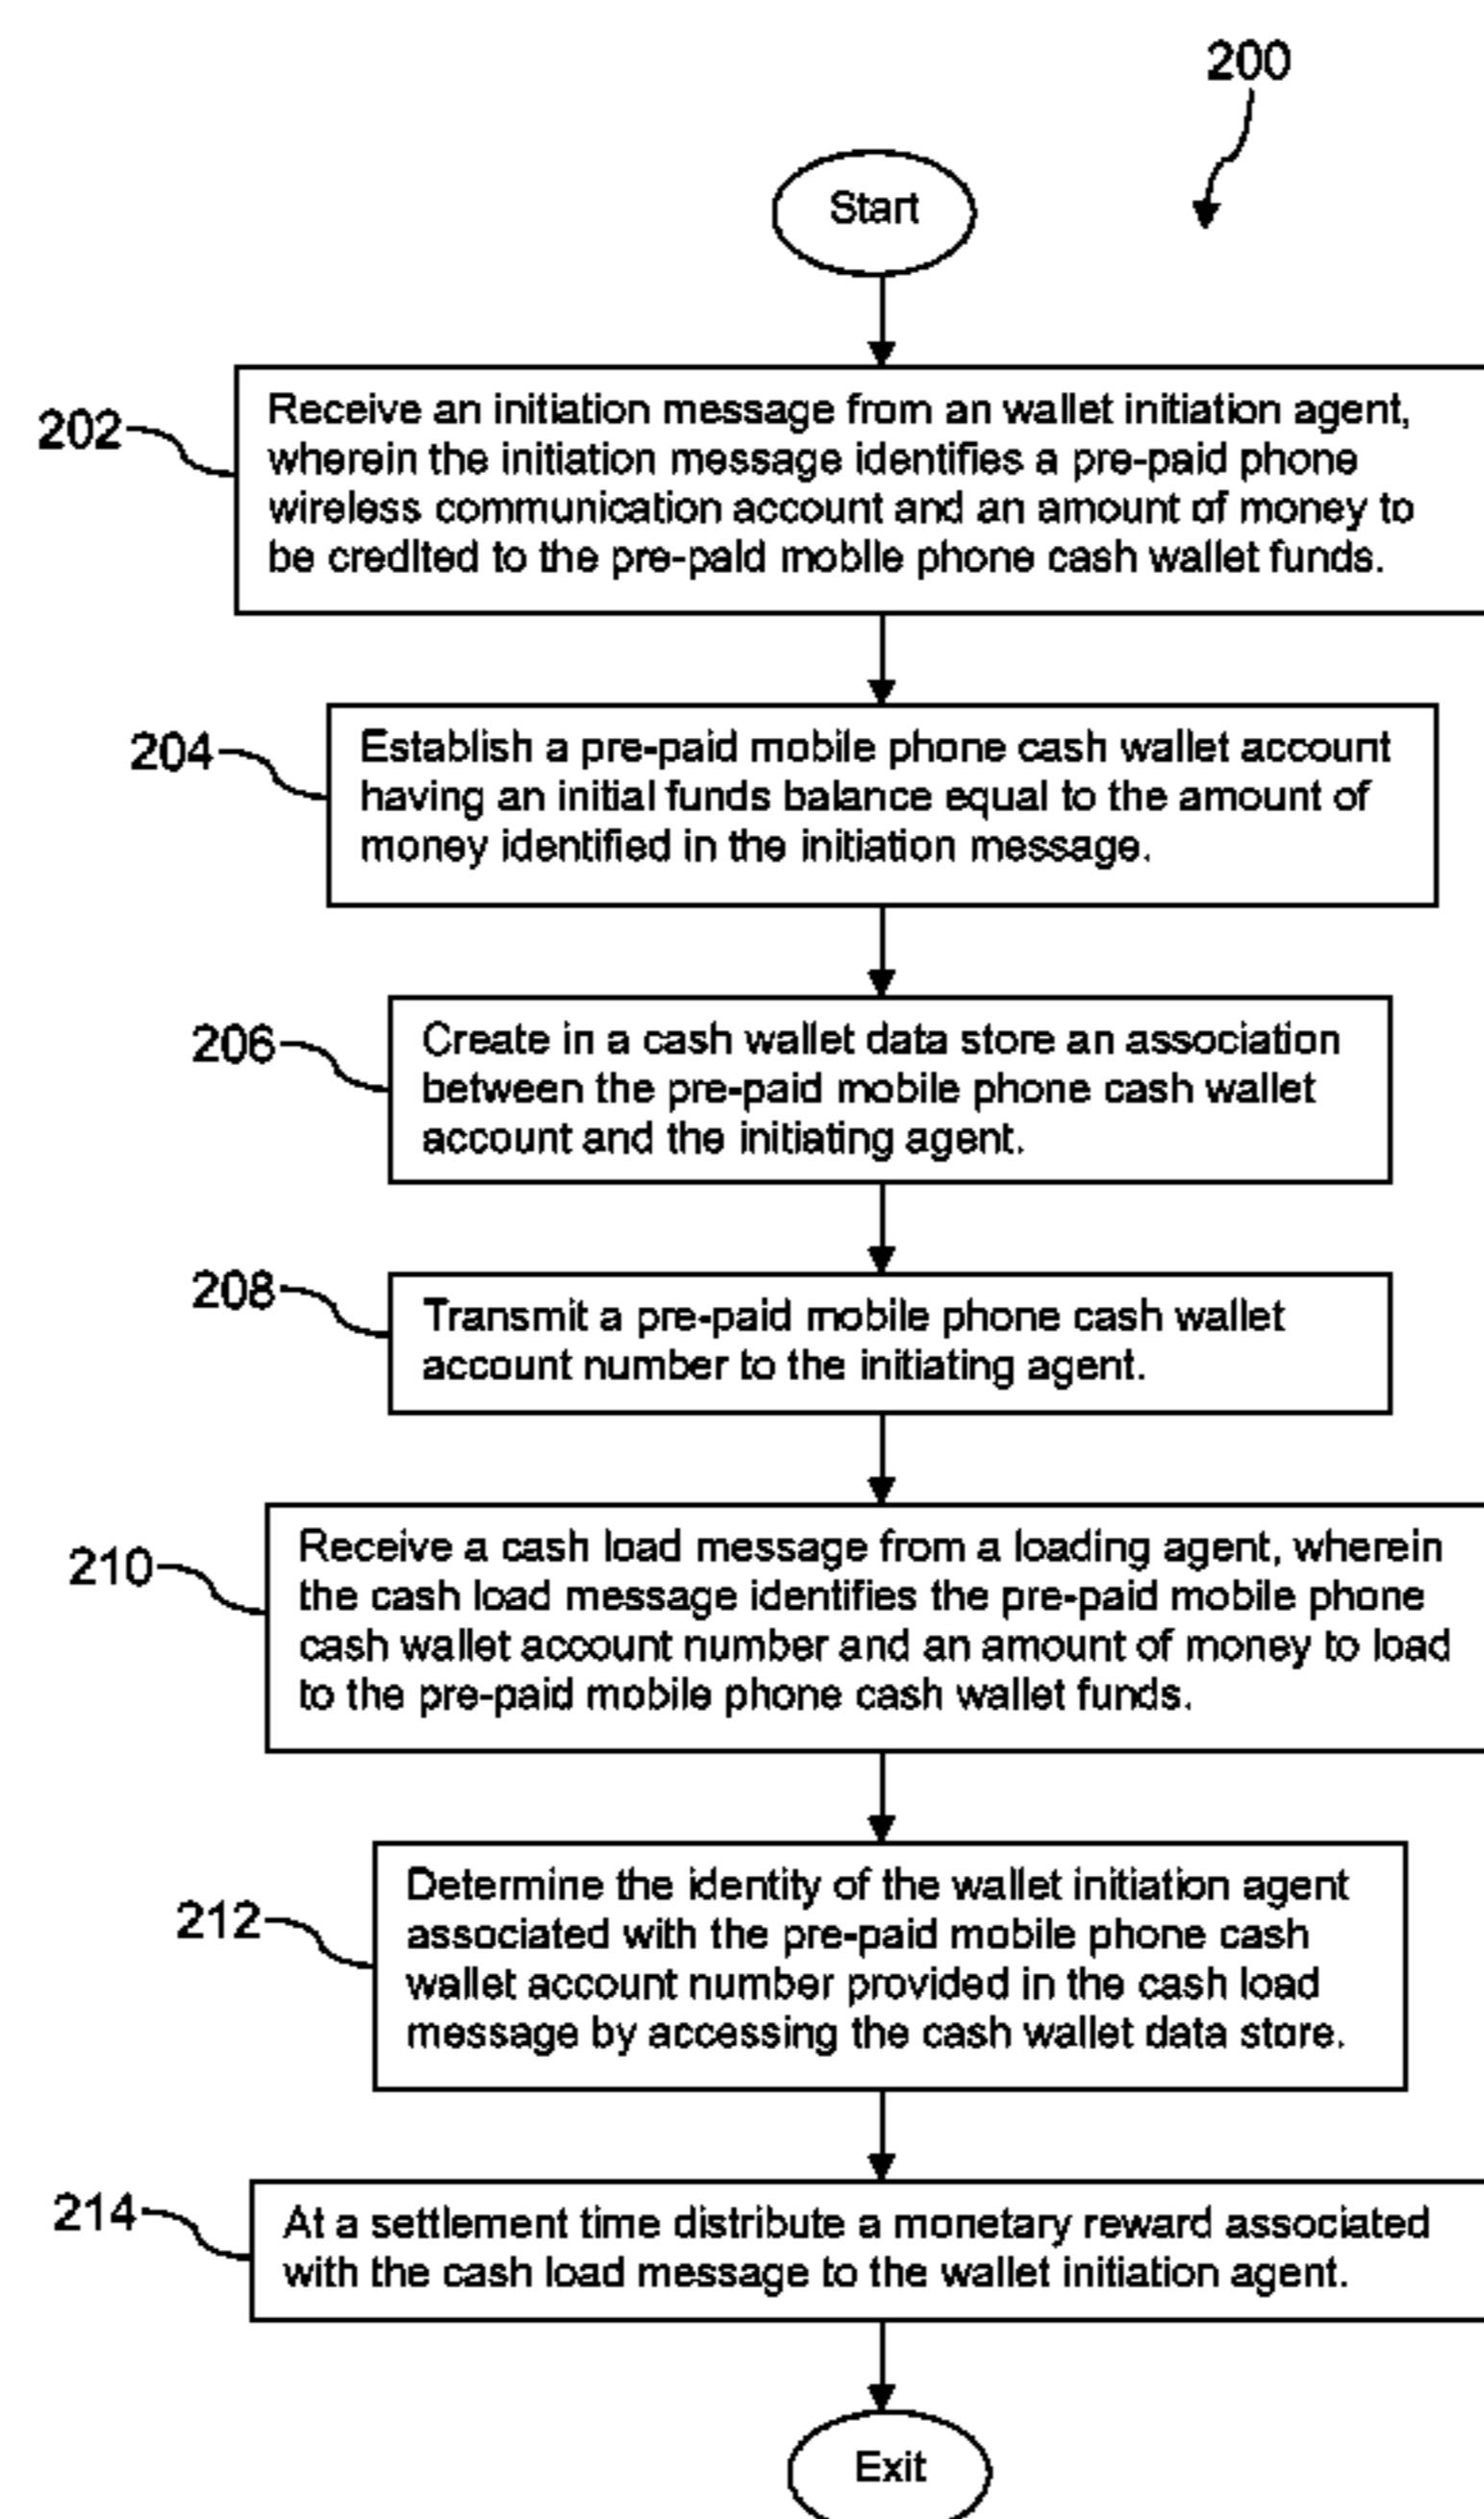 200
Start
202
Receive an initiation message from an wallet initiation agent,
wherein the initiation message identifies a pre-paid phone
wireless communication account and an amount of money to
be credited to the pre-paid mobile phone cash wallet funds.
204
Establish a pre-paid mobile phone cash wallet account
having an initial funds balance equal to the amount of
money identified in the initiation message.
206
Create in a cash wallet data store an association
between the pre-paid mobile phone cash wallet
account and the initiating agent.
208
Transmit a pre-paid mobile phone cash wallet
account number to the initiating agent.
210
Receive a cash load message from a loading agent, wherein
the cash load message identifies the pre-paid mobile phone
cash wallet account number and an amount of money to load
to the pre-paid mobile phone cash wallet funds.
212
Determine the identity of the wallet initiation agent
associated with the pre-paid mobile phone cash
wallet account number provided in the cash load
message by accessing the cash wallet data store.
214
At a settlement time distribute a monetary reward associated
with the cash load message to the wallet initiation agent.
Exit